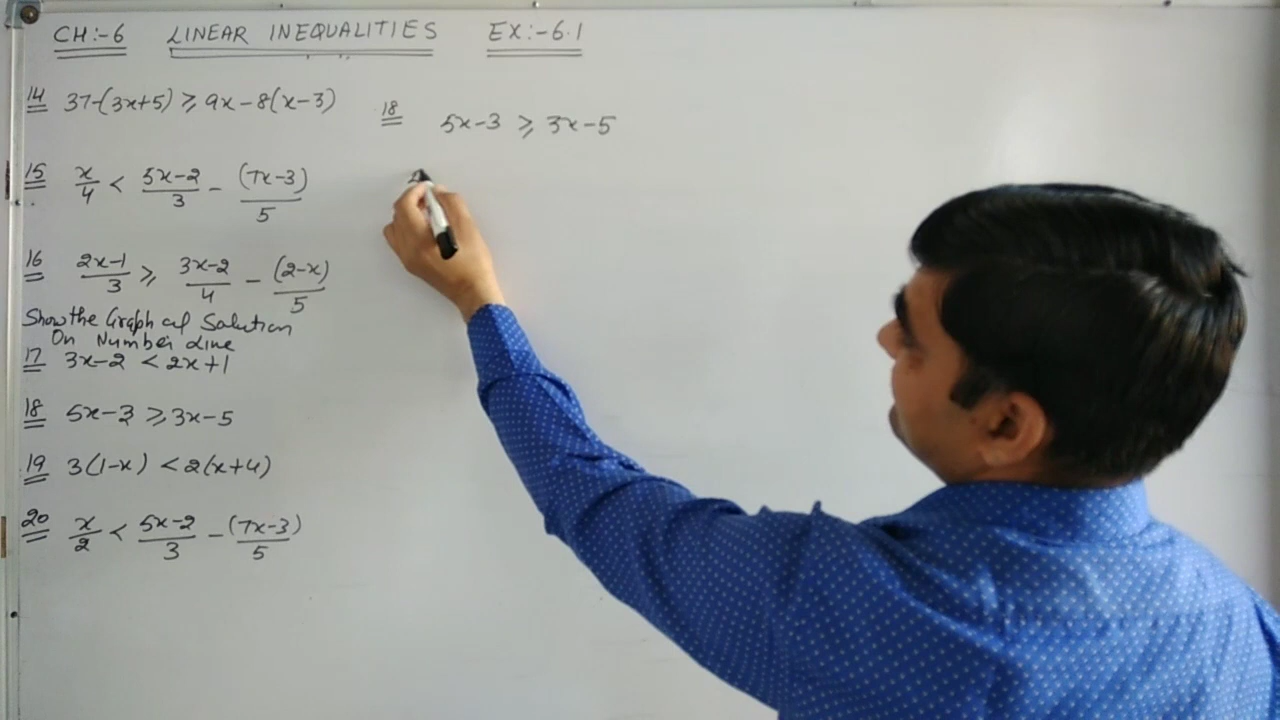 CH:-6 LINEAR INEQUALITIES EX:-6.1
14 37-(3x+5) ⩾ 9x-8(x-3)
15 x/4 < (5x-2)/3 - (7x-3)/5
16 (2x-1)/3 ⩾ (3x-2)/4 - (2-x)/5
Show the Graph of Solution
On Number Line
17 3x-2 < 2x+1
18 5x-3 ⩾ 3x-5
19 3(1-x) < 2(x+4)
20 x/2 < (5x-2)/3 - (7x-3)/5
18 5x-3 ⩾ 3x-5